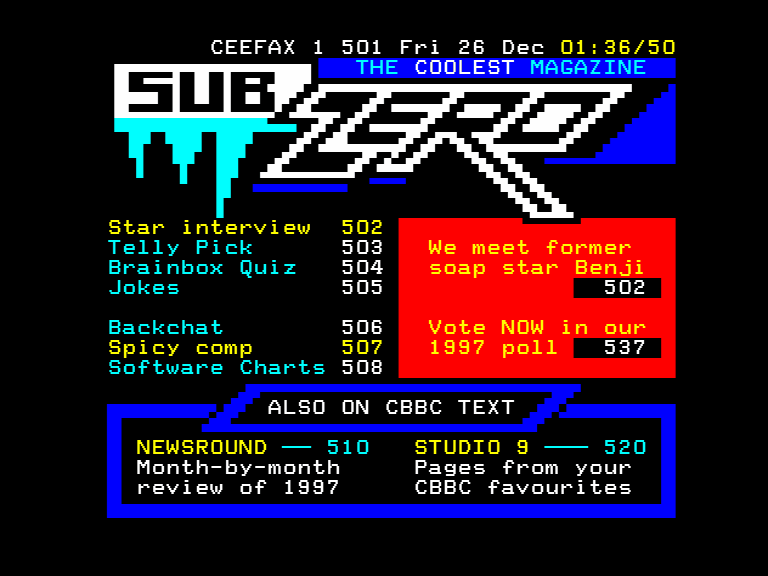 CEEFAX 1 501 Fri 26 Dec 01:36/50
THE COOLEST MAGAZINE
SUB
ZERO
Star interview 502
Telly Pick 503
Brainbox Quiz 504
Jokes 505
Backchat 506
Spicy comp 507
Software Charts 508
We meet former
soap star Benji
502
Vote NOW in our
1997 poll 537
ALSO ON CBBC TEXT
NEWSROUND — 510
Month-by-month
review of 1997
STUDIO 9 — 520
Pages from your
CBBC favourites